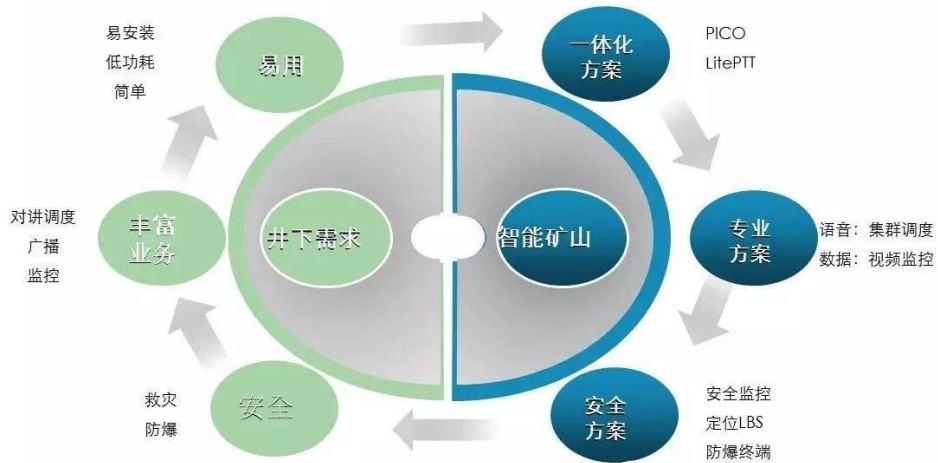 易安装
低功耗
简单
易用
一体化
方案
PICO
LitePTT
对讲调度
广播
监控
丰富
业务
井下需求
智能矿山
专业
方案
语音：集群调度
数据：视频监控
救灾
防爆
安全
安全
方案
安全监控
定位LBS
防爆终端